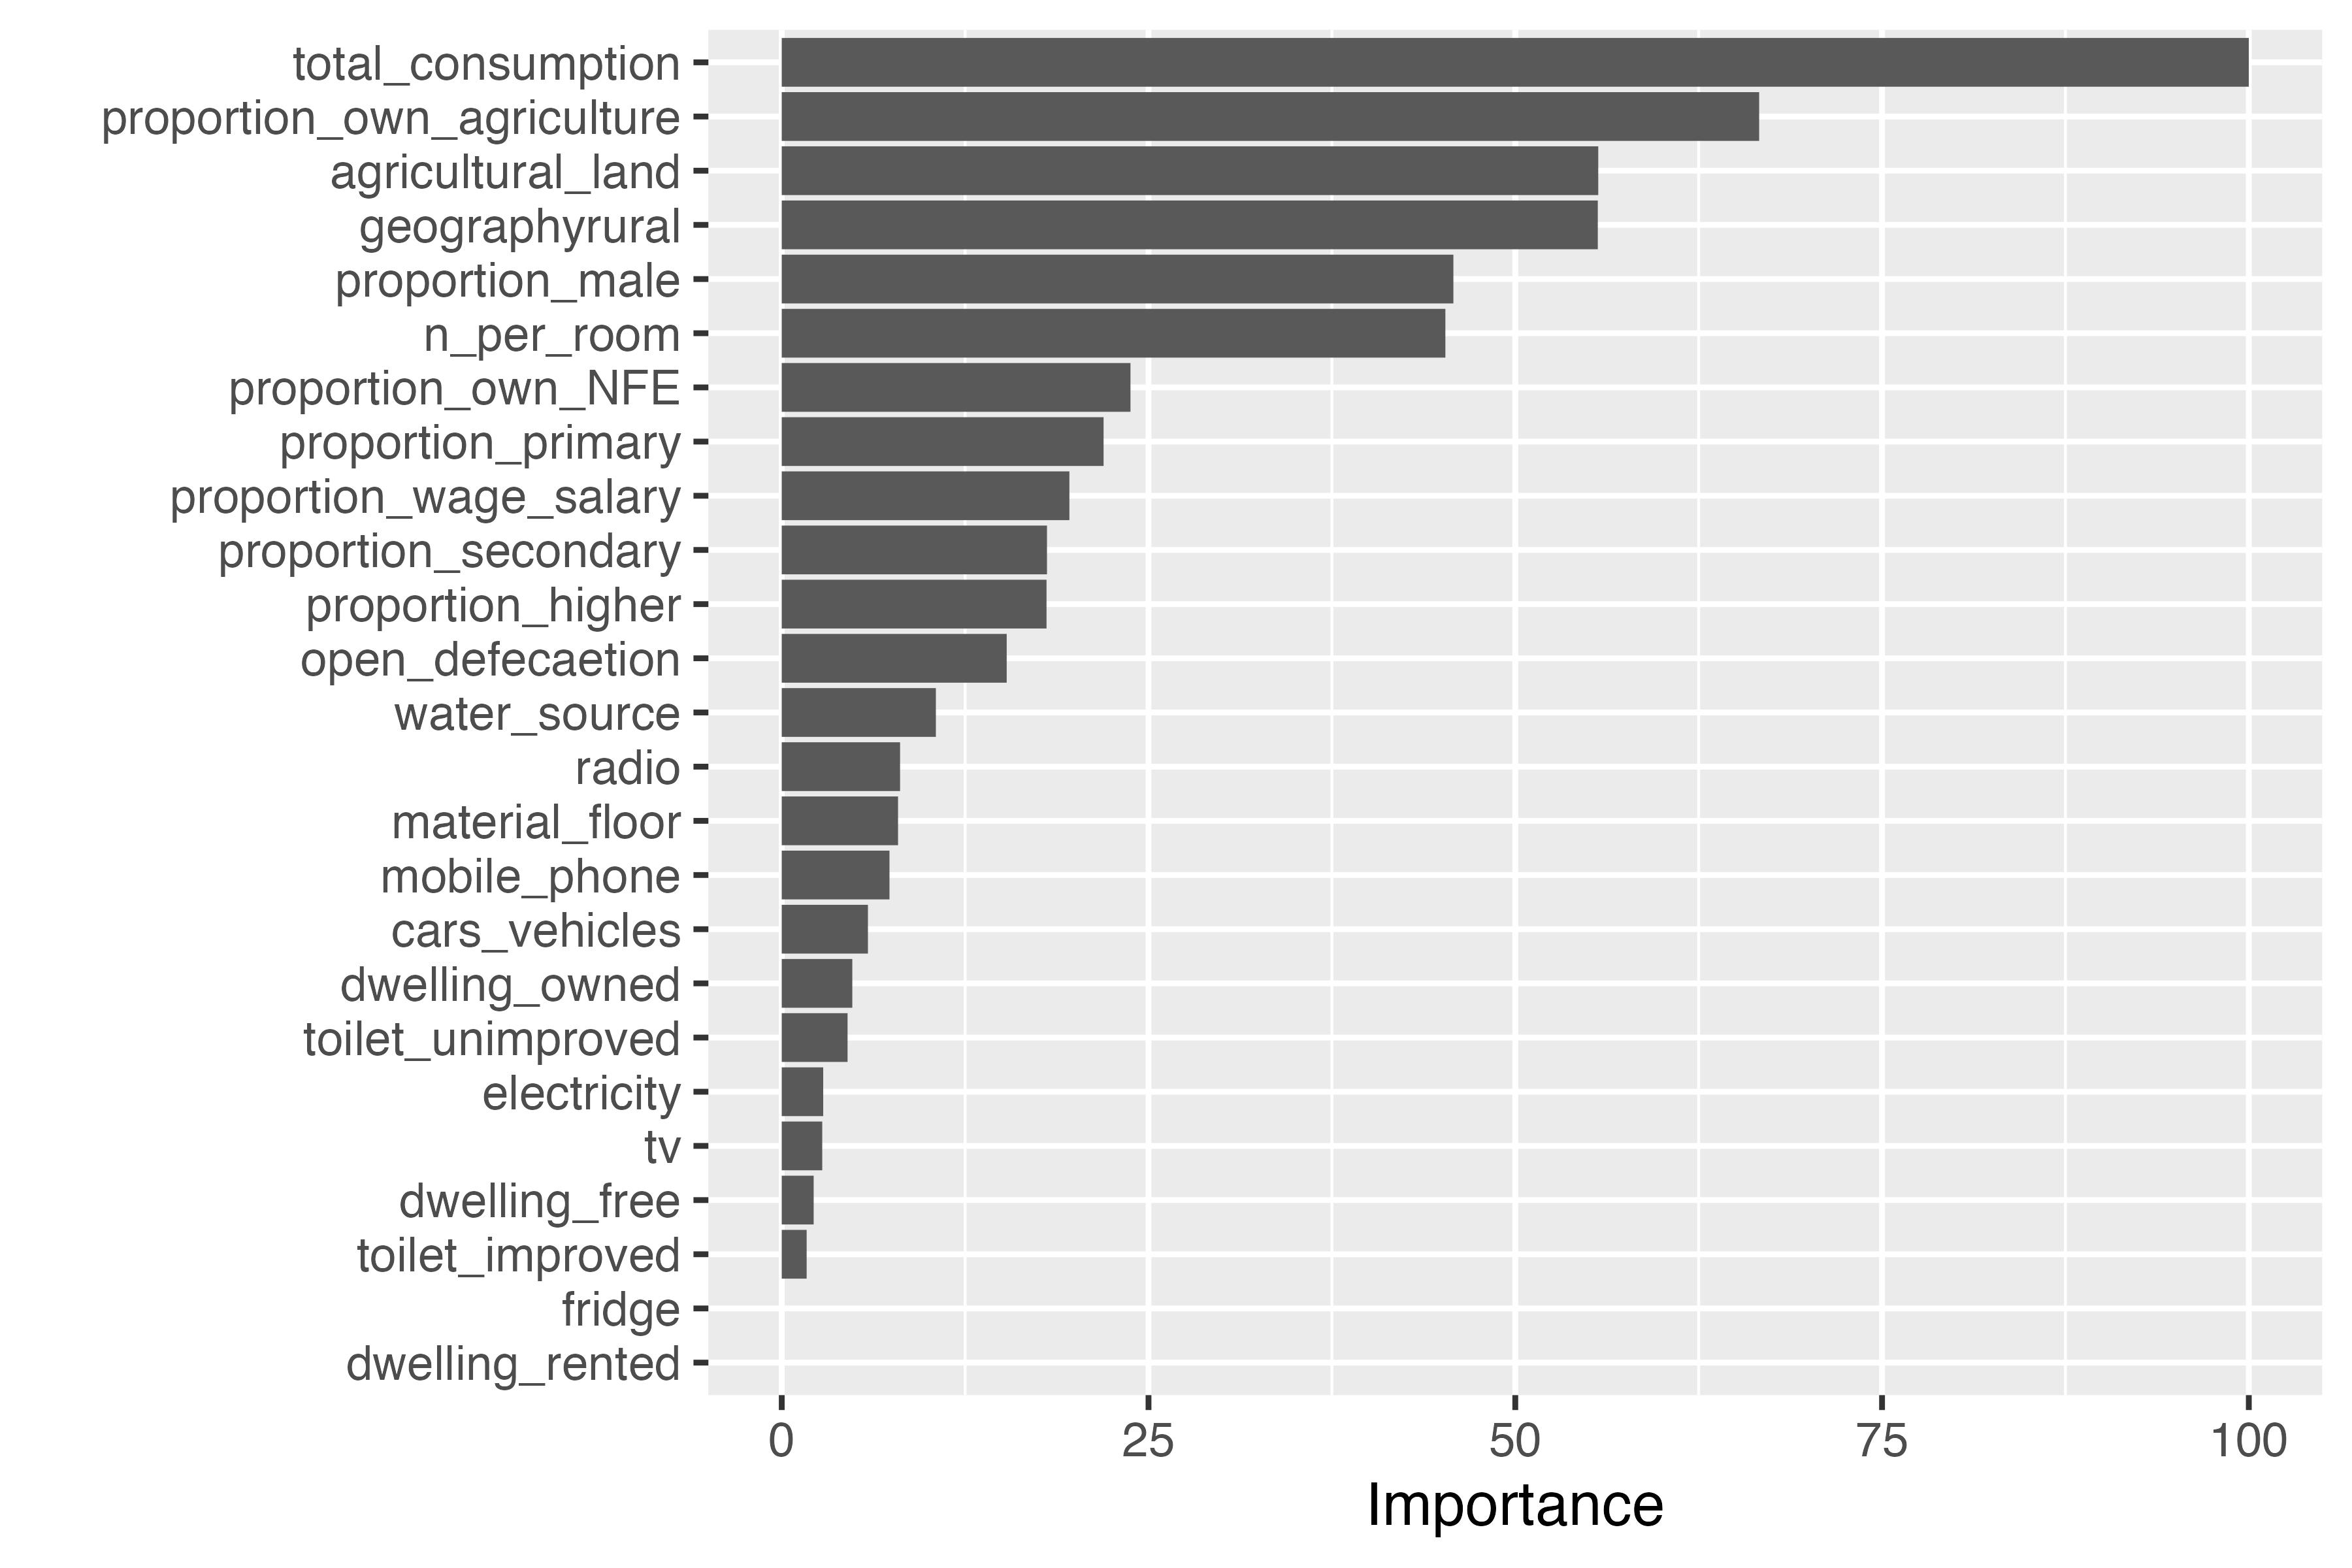 total_consumption
proportion_own_agriculture
agricultural_land
geographyrural
proportion_male
n_per_room
proportion_own_NFE
proportion_primary
proportion_wage_salary
proportion_secondary
proportion_higher
open_defecaetion
water_source
radio
material_floor
mobile_phone
cars_vehicles
dwelling_owned
toilet_unimproved
electricity
tv
dwelling_free
toilet_improved
fridge
dwelling_rented
0 25 50 75 100
Importance